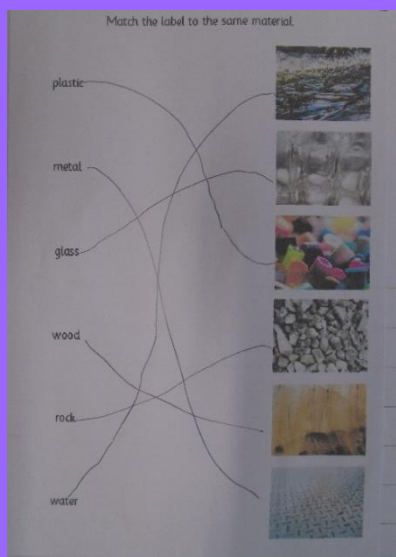 Match the label to the same material.
plastic
metal
glass
wood
rock
water